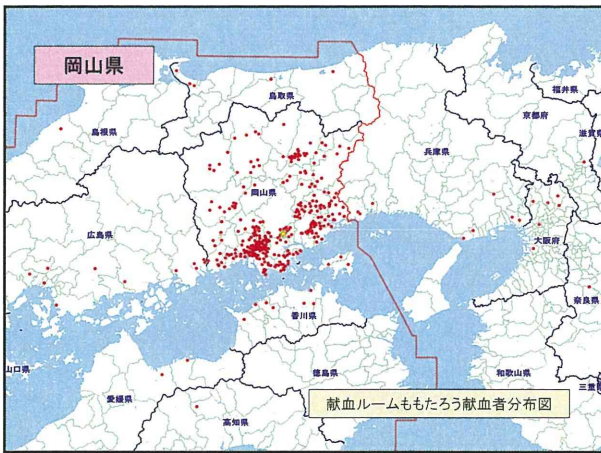 岡山県
福井県
京都府
滋賀県
鳥取県
島根県
兵庫県
岡山県
広島県
大阪府
奈良県
香川県
山口県
徳島県
和歌山県
三重県
愛媛県
高知県
献血ルームももたろう献血者分布図